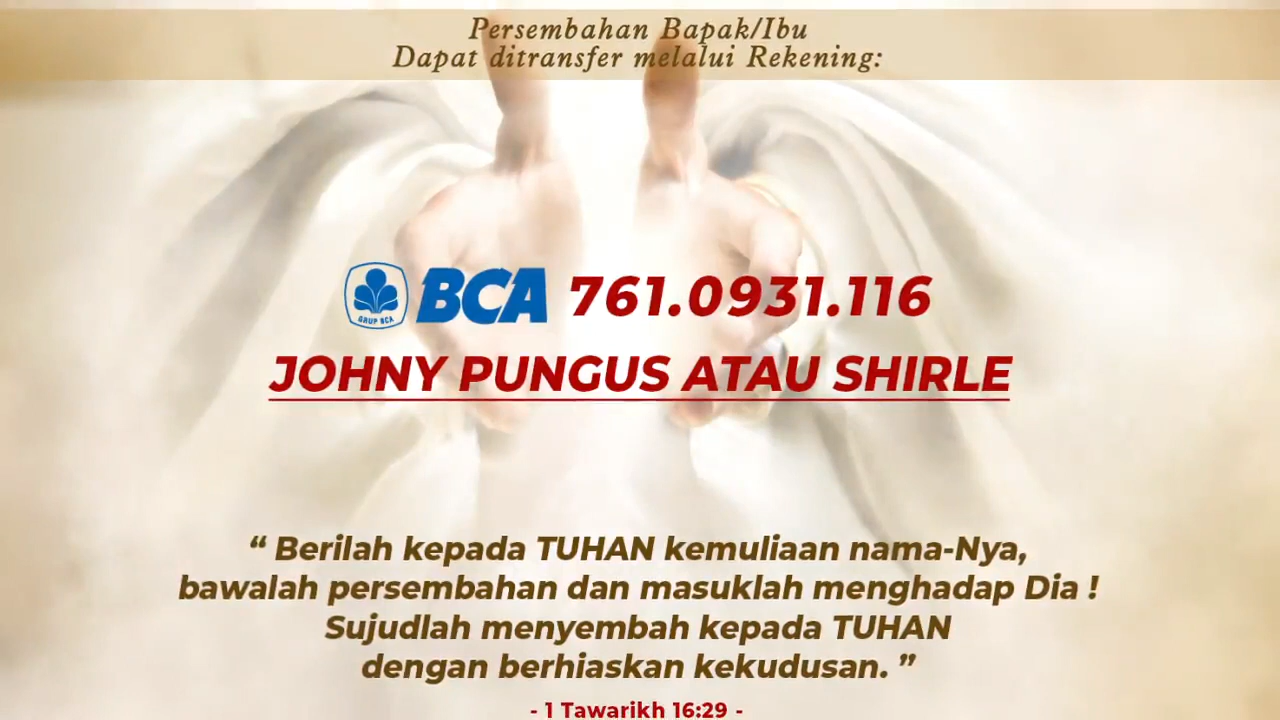 Persembahan Bapak/Ibu
Dapat ditransfer melalui Rekening:
GRUP BCA BCA 761.0931.116
JOHNY PUNGUS ATAU SHIRLE
“ Berilah kepada TUHAN kemuliaan nama-Nya,
bawalah persembahan dan masuklah menghadap Dia !
Sujudlah menyembah kepada TUHAN
dengan berhiaskan kekudusan. ”
- 1 Tawarikh 16:29 -